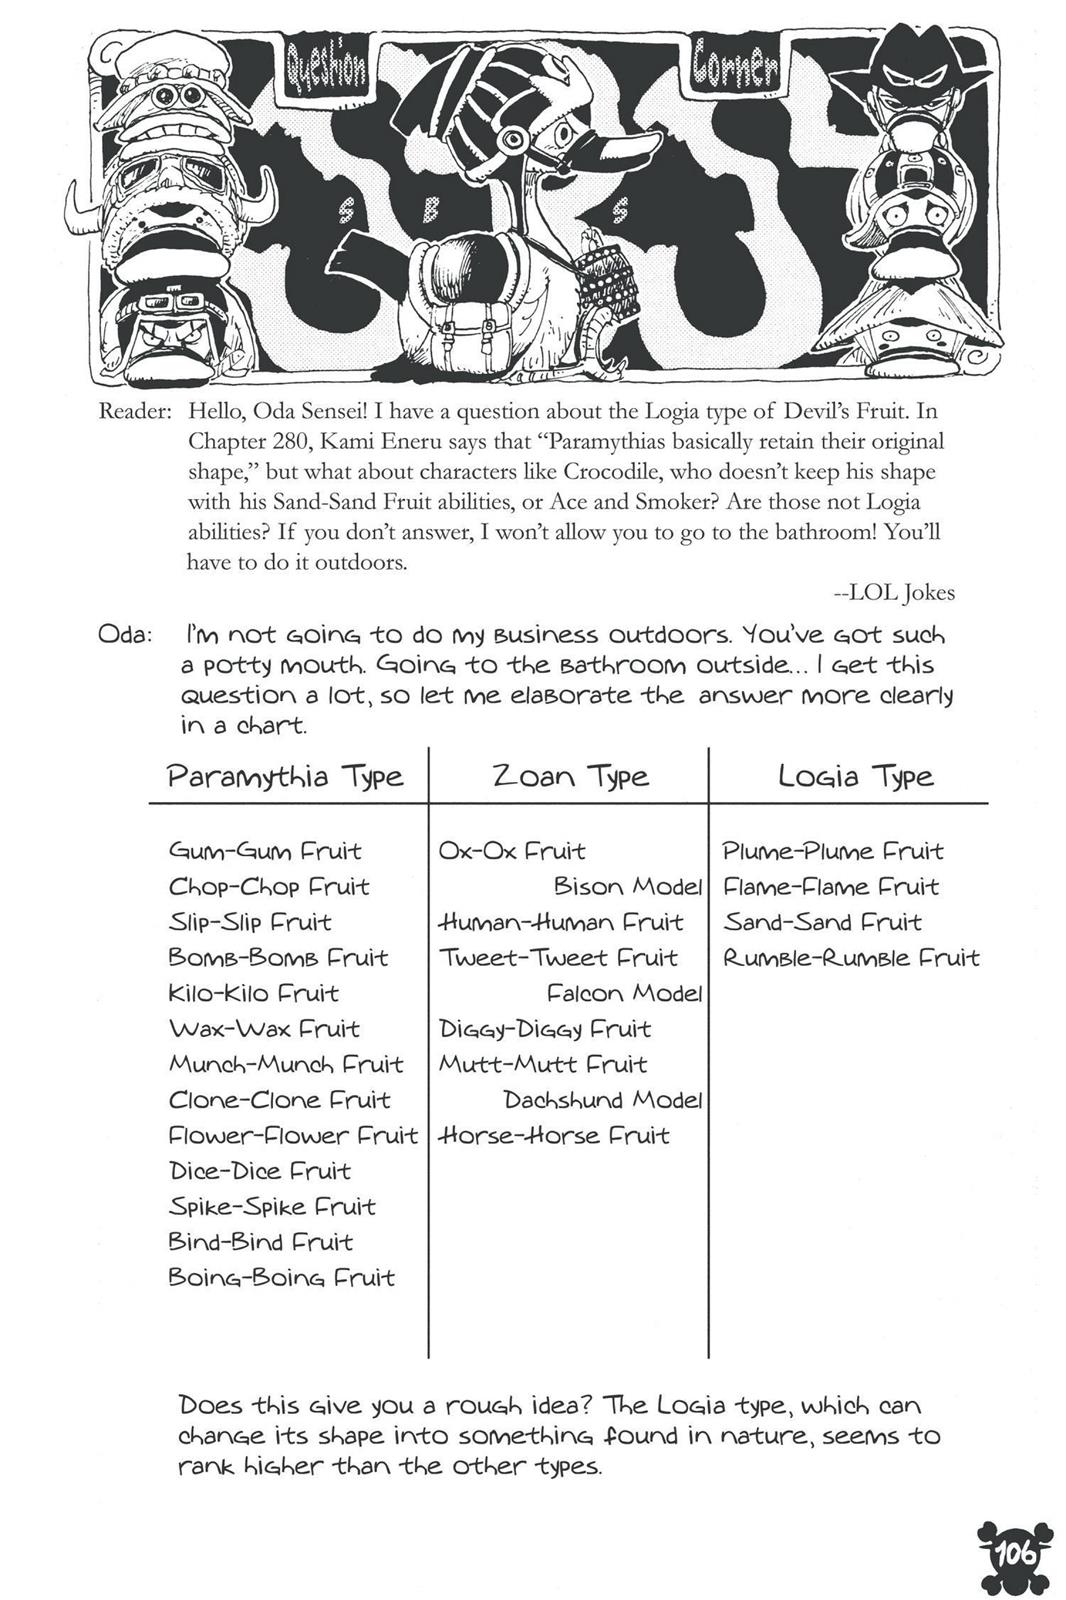 Question
Corner
S B S
Reader: Hello, Oda Sensei! I have a question about the Logia type of Devil's Fruit. In
Chapter 280, Kami Eneru says that "Paramythias basically retain their original
shape," but what about characters like Crocodile, who doesn't keep his shape
with his Sand-Sand Fruit abilities, or Ace and Smoker? Are those not Logia
abilities? If you don't answer, I won't allow you to go to the bathroom! You'll
have to do it outdoors.
--LOL Jokes
Oda: I'm not going to do my business outdoors. You've got such
a potty mouth. Going to the bathroom outside... I get this
question a lot, so let me elaborate the answer more clearly
in a chart.
Paramythia Type
Gum-Gum Fruit
Chop-Chop Fruit
Slip-Slip Fruit
Bomb-Bomb Fruit
Kilo-Kilo Fruit
Wax-Wax Fruit
Munch-Munch Fruit
Clone-Clone Fruit
Flower-Flower Fruit
Dice-Dice Fruit
Spike-Spike Fruit
Bind-Bind Fruit
Boing-Boing Fruit
Zoan Type
Ox-Ox Fruit
Bison Model
Human-Human Fruit
Tweet-Tweet Fruit
Falcon Model
Diggy-Diggy Fruit
Mutt-Mutt Fruit
Dachshund Model
Horse-Horse Fruit
Logia Type
Plume-Plume Fruit
Flame-Flame Fruit
Sand-Sand Fruit
Rumble-Rumble Fruit
Does this give you a rough idea? The Logia type, which can
change its shape into something found in nature, seems to
rank higher than the other types.
106